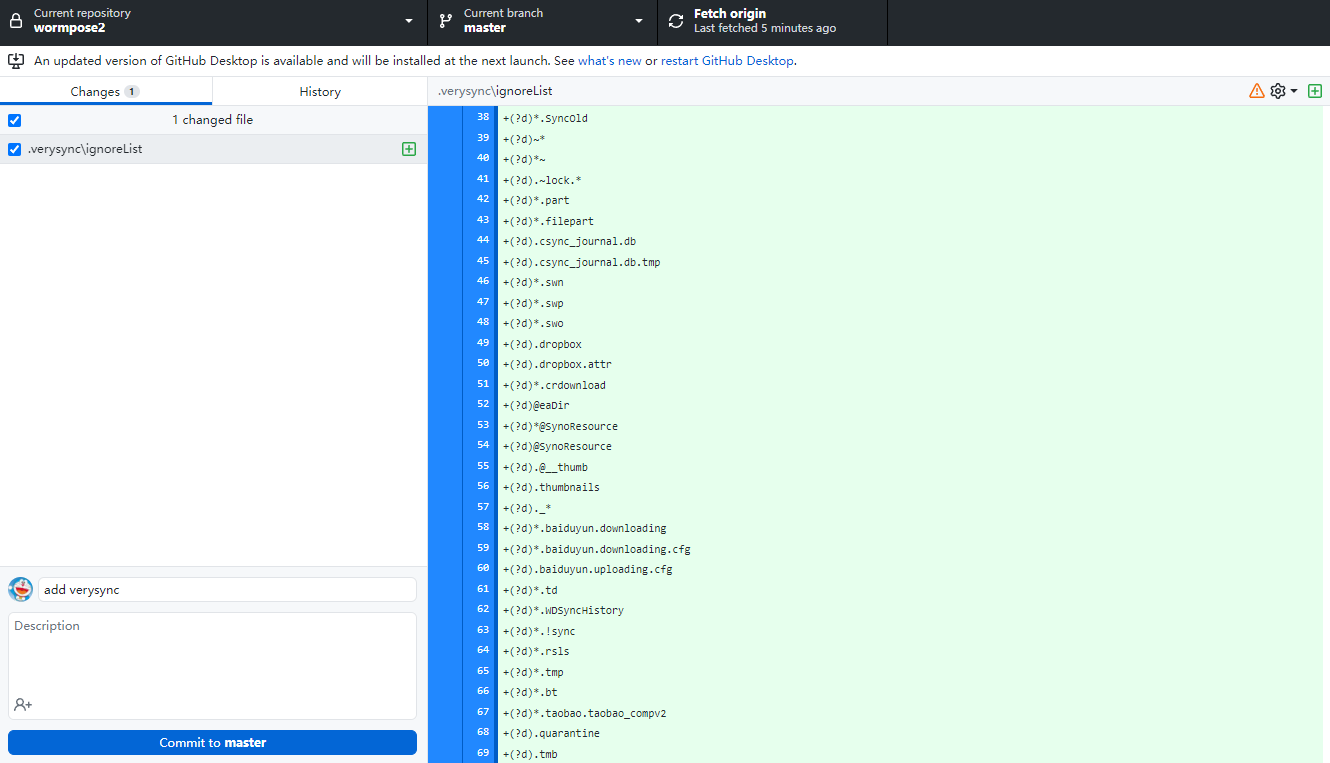 Current repository
wormpose2
Current branch
master
Fetch origin
Last fetched 5 minutes ago
An updated version of GitHub Desktop is available and will be installed at the next launch. See what's new or restart GitHub Desktop.
Changes 1
History
.verysync\ignoreList
1 changed file
.verysync\ignoreList
38 +(?d)*.SyncOld
39 +(?d)~*
40 +(?d)*~
41 +(?d).~lock.*
42 +(?d)*.part
43 +(?d)*.filepart
44 +(?d).csync_journal.db
45 +(?d).csync_journal.db.tmp
46 +(?d)*.swn
47 +(?d)*.swp
48 +(?d)*.swo
49 +(?d).dropbox
50 +(?d).dropbox.attr
51 +(?d)*.crdownload
52 +(?d)@eaDir
53 +(?d)*@SynoResource
54 +(?d)@SynoResource
55 +(?d).@__thumb
56 +(?d).thumbnails
57 +(?d)._*
58 +(?d)*.baiduyun.downloading
59 +(?d)*.baiduyun.downloading.cfg
60 +(?d).baiduyun.uploading.cfg
61 +(?d)*.td
62 +(?d)*.WDSyncHistory
63 +(?d)*.!sync
64 +(?d)*.rsls
65 +(?d)*.tmp
66 +(?d)*.bt
67 +(?d)*.taobao.taobao_compv2
68 +(?d).quarantine
69 +(?d).tmb
add verysync
Description
Commit to master